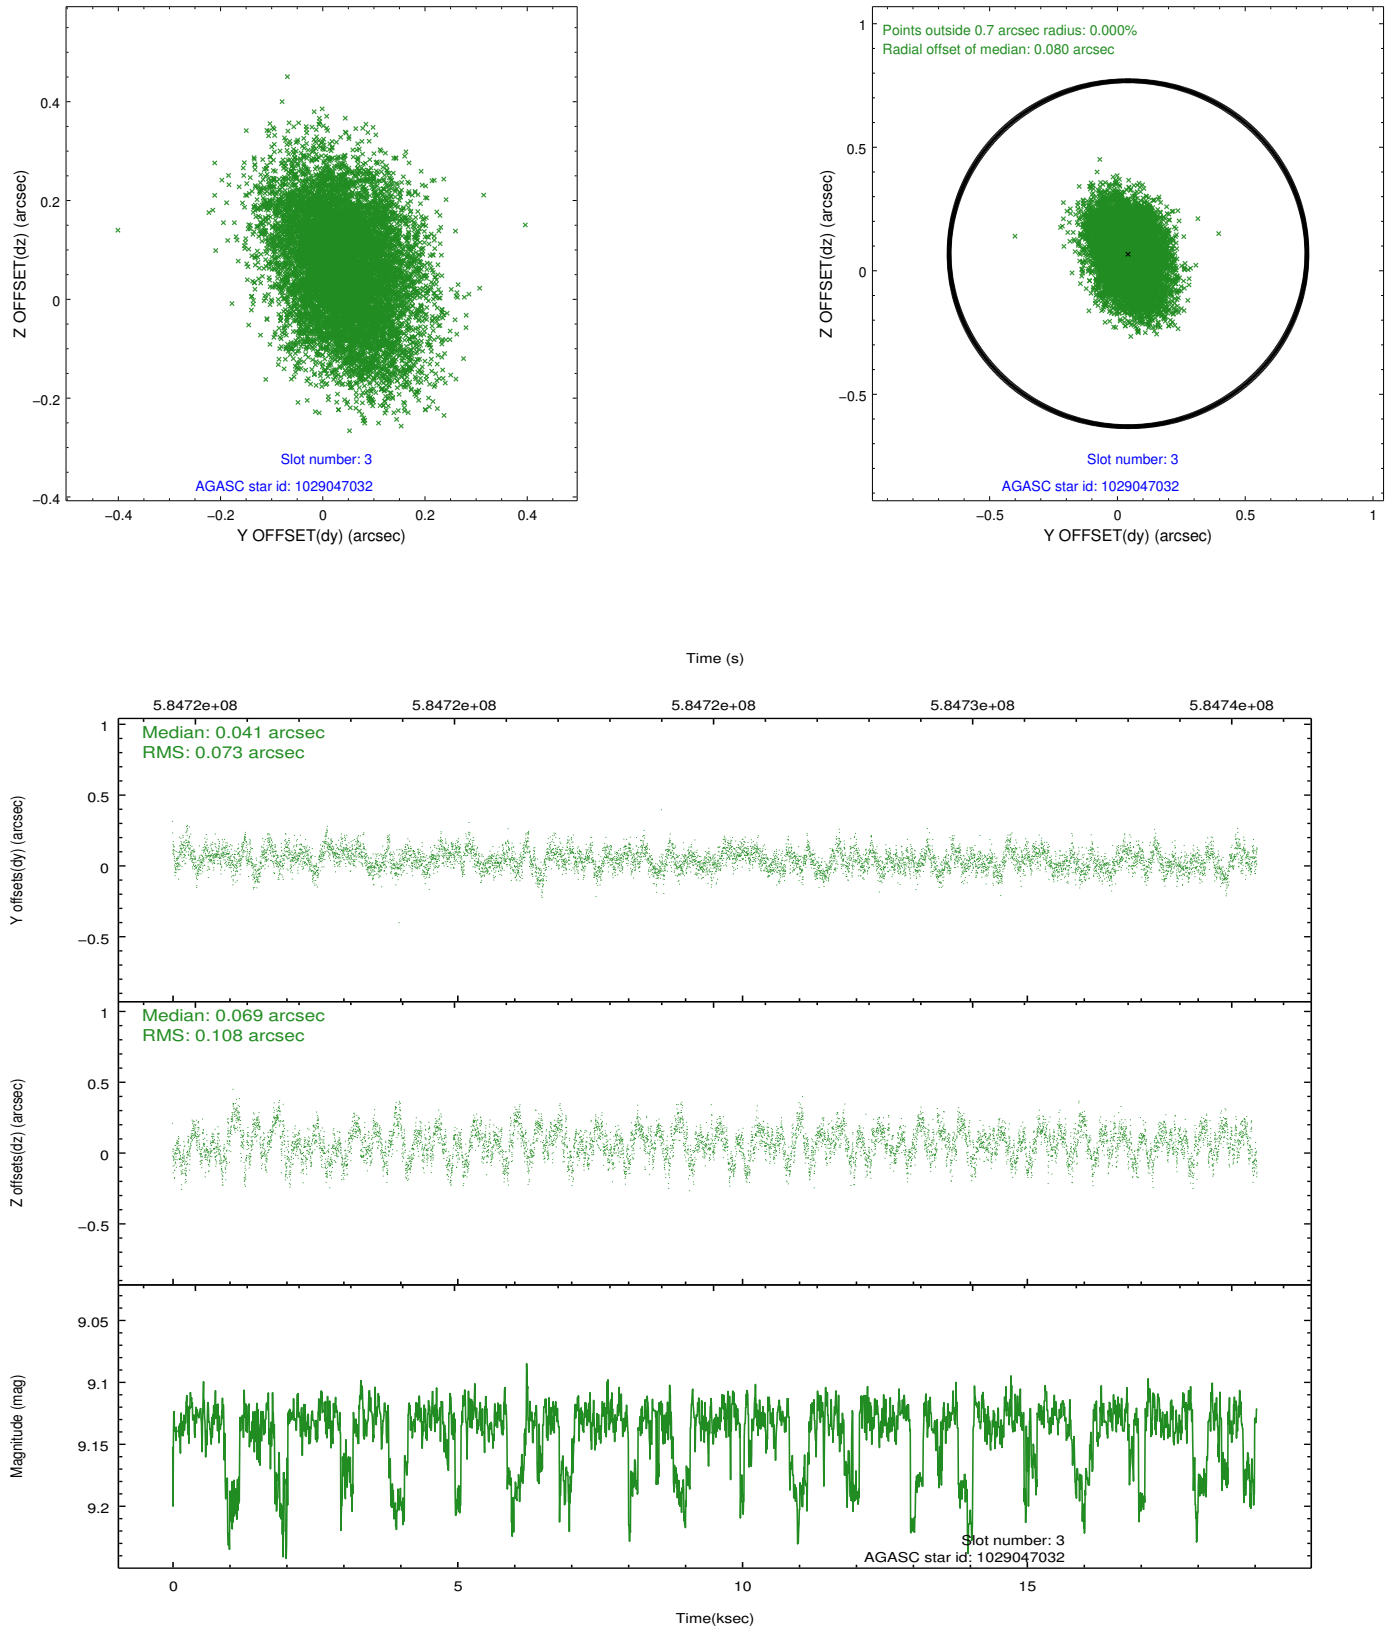 0.4
0.2
0
−0.2
−0.4
Z OFFSET(dz) (arcsec)
Slot number: 3
AGASC star id: 1029047032
−0.4
−0.2
0
0.2
0.4
Y OFFSET(dy) (arcsec)
Points outside 0.7 arcsec radius: 0.000%
Radial offset of median: 0.080 arcsec
1
0.5
0
−0.5
Z OFFSET(dz) (arcsec)
Slot number: 3
AGASC star id: 1029047032
−0.5
0
0.5
1
Y OFFSET(dy) (arcsec)
Time (s)
5.8472e+08
5.8472e+08
5.8472e+08
5.8473e+08
5.8474e+08
Median: 0.041 arcsec
RMS: 0.073 arcsec
1
0.5
0
−0.5
Y offsets(dy) (arcsec)
Median: 0.069 arcsec
RMS: 0.108 arcsec
1
0.5
0
−0.5
Z offsets(dz) (arcsec)
9.05
9.1
9.15
9.2
Magnitude (mag)
Slot number: 3
AGASC star id: 1029047032
0
5
10
15
Time(ksec)